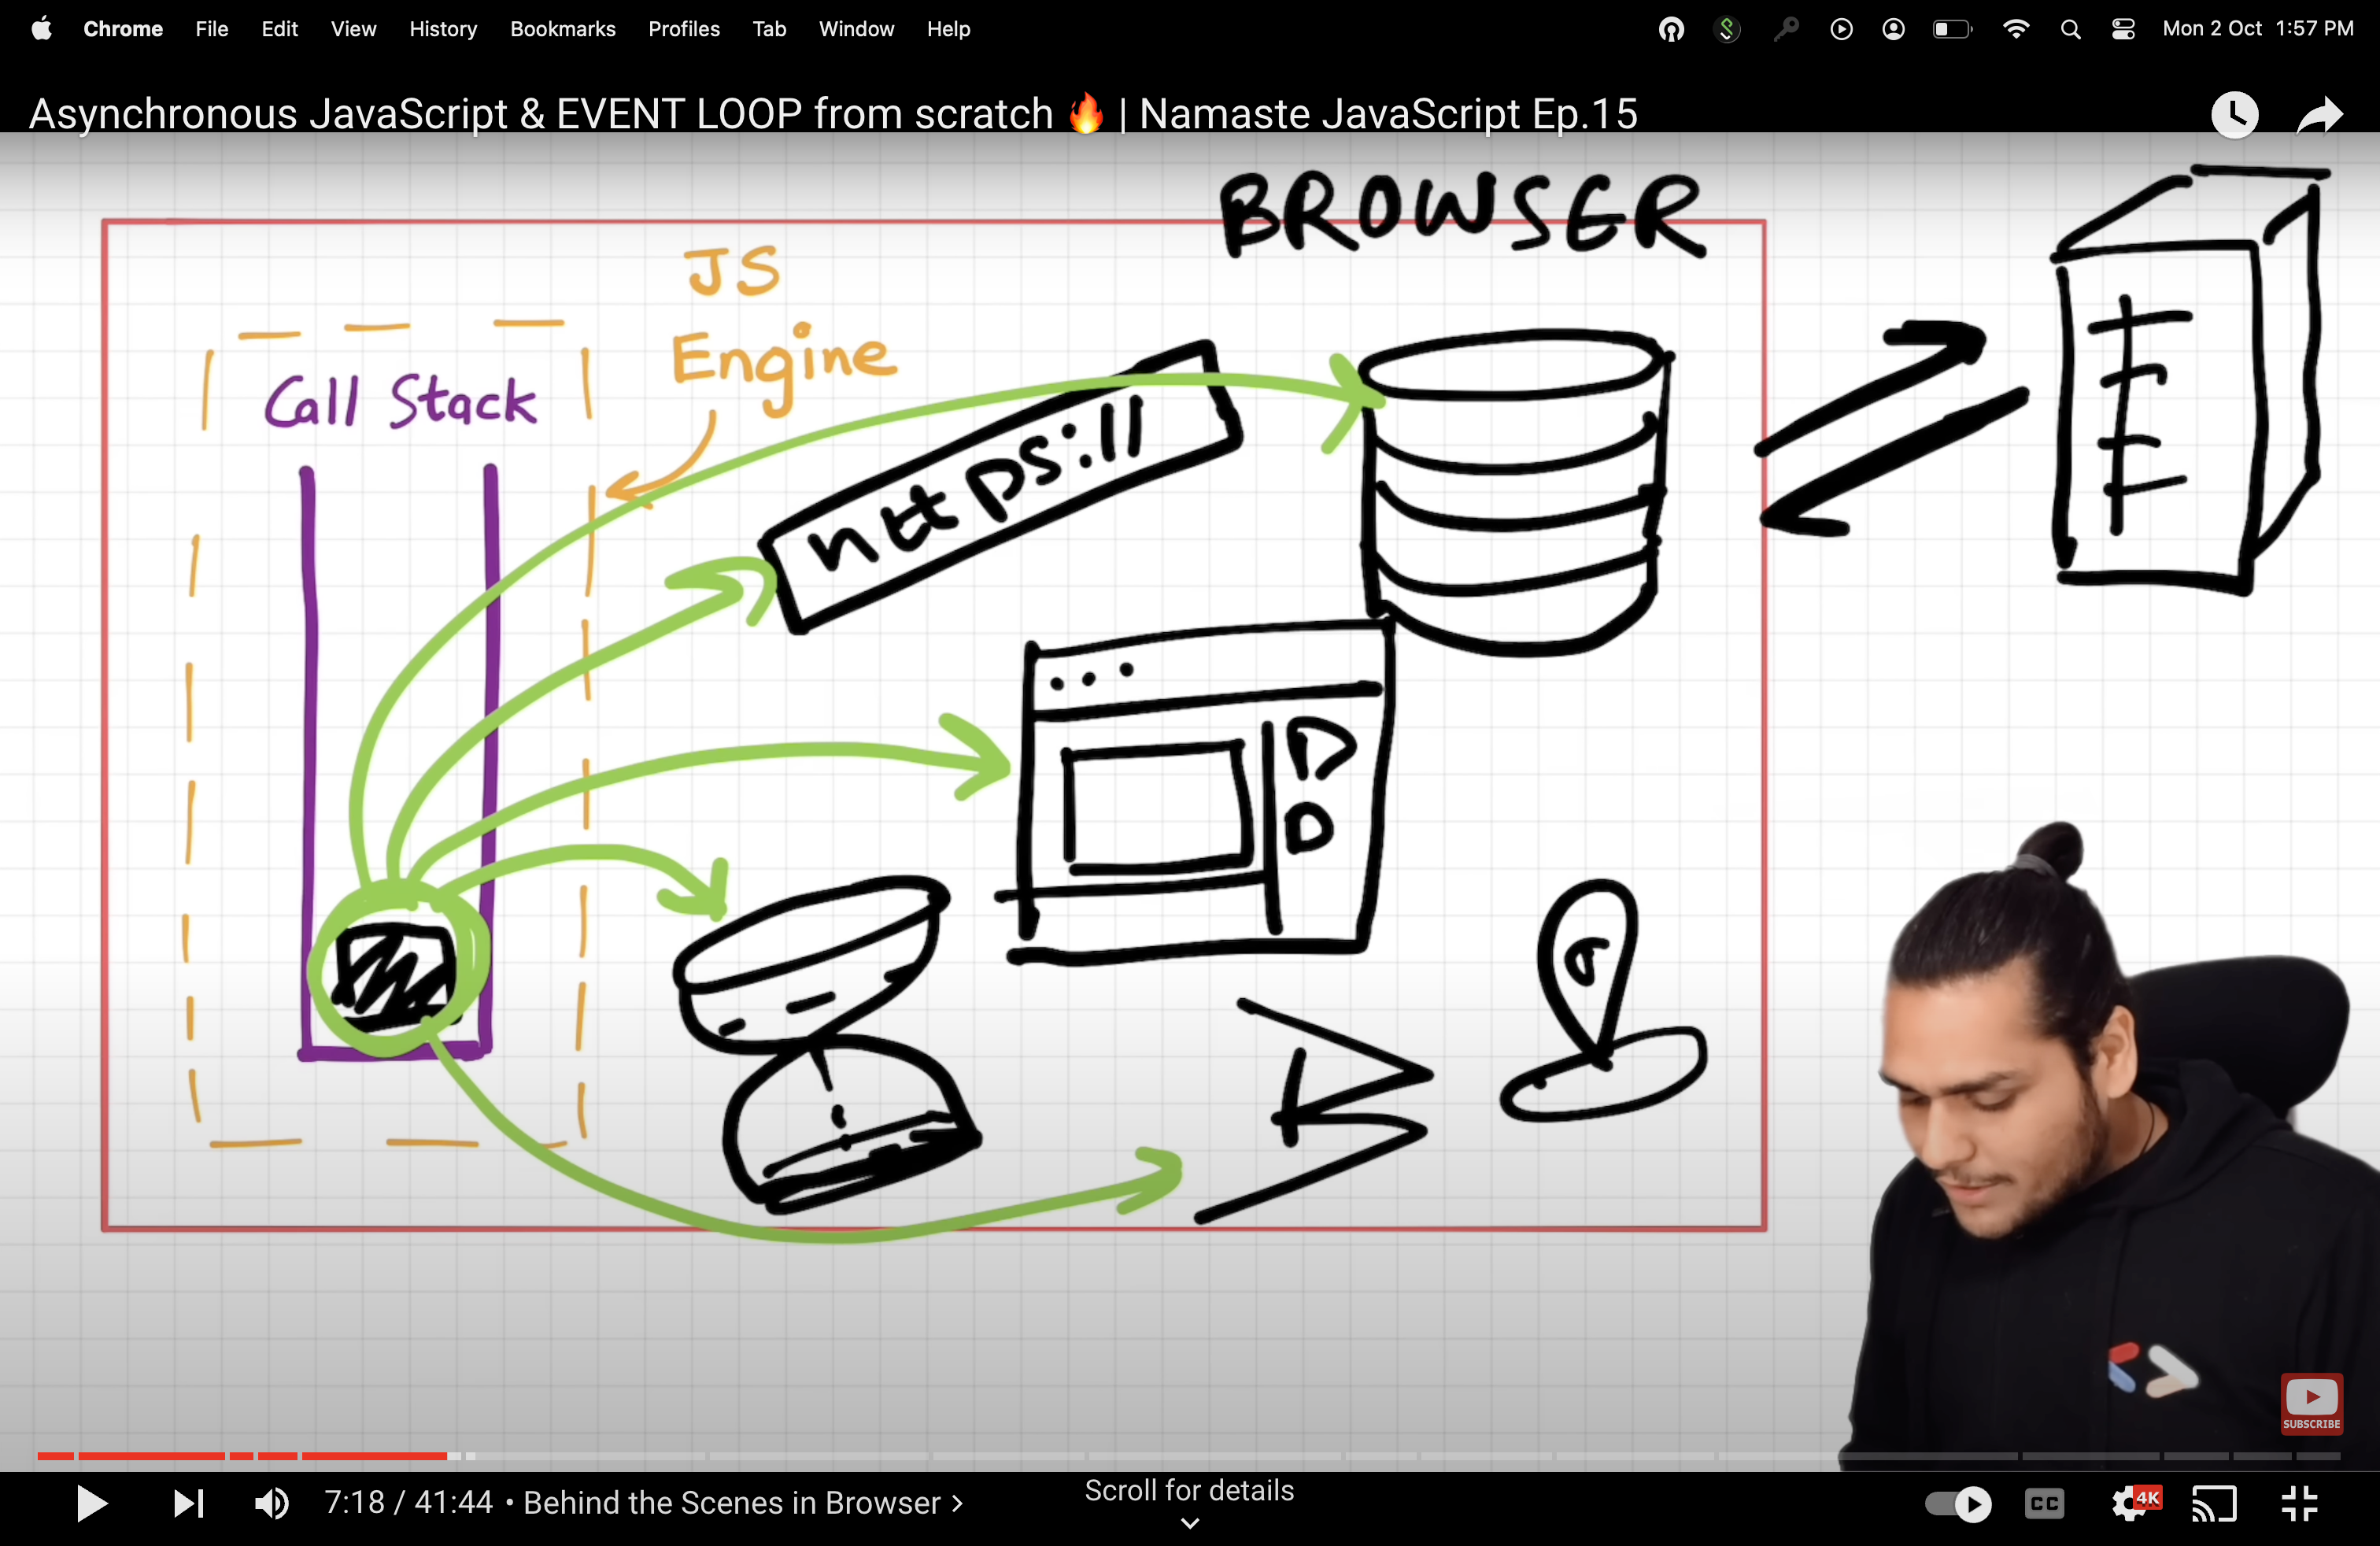 Chrome File Edit View History Bookmarks Profiles Tab Window Help Mon 2 Oct 1:57 PM
Asynchronous JavaScript & EVENT LOOP from scratch 🔥 | Namaste JavaScript Ep.15
BROWSER
JS
Engine
Call Stack
https://
SUBSCRIBE
7:18 / 41:44 • Behind the Scenes in Browser
Scroll for details
CC
4K